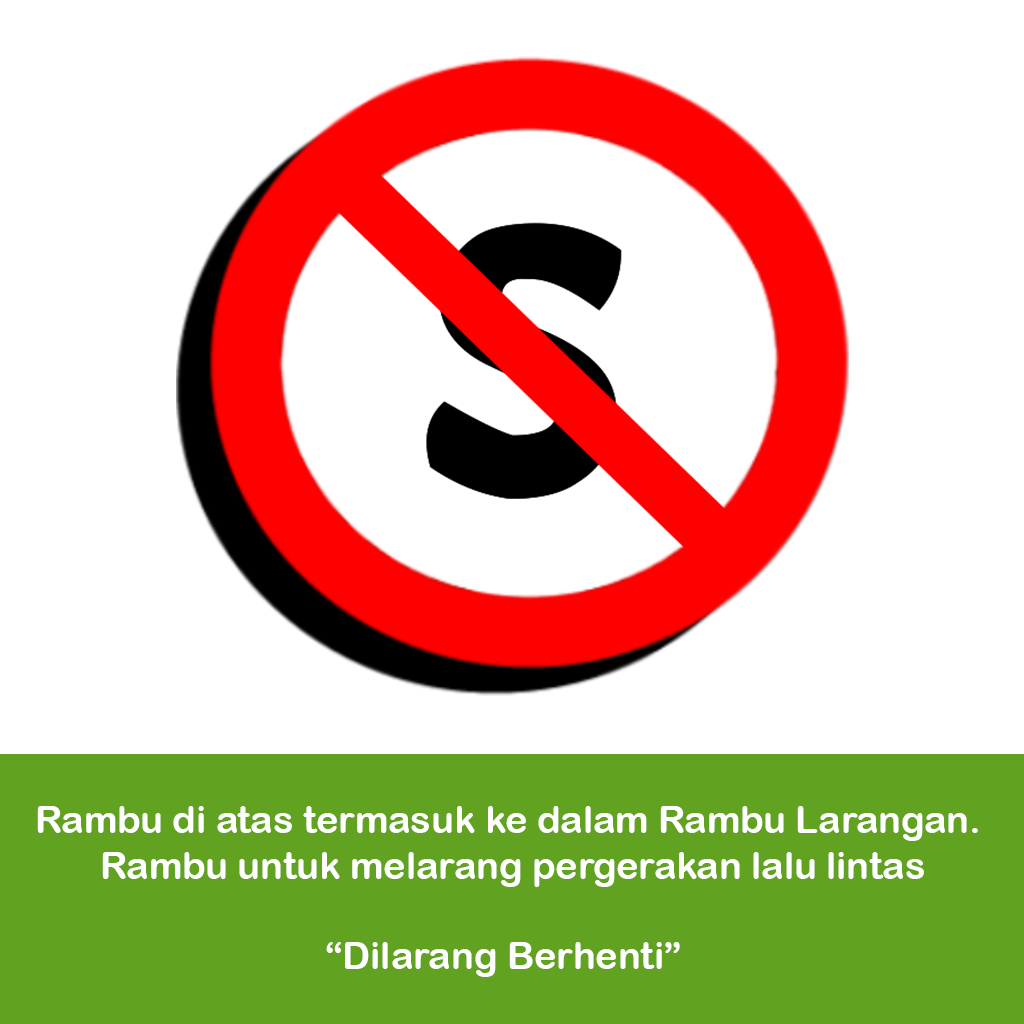 S
Rambu di atas termasuk ke dalam Rambu Larangan.
Rambu untuk melarang pergerakan lalu lintas
“Dilarang Berhenti”